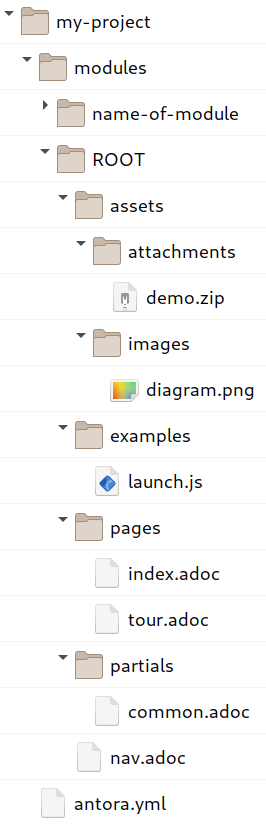 my-project
modules
name-of-module
ROOT
assets
attachments
demo.zip
images
diagram.png
examples
launch.js
pages
index.adoc
tour.adoc
partials
common.adoc
nav.adoc
antora.yml